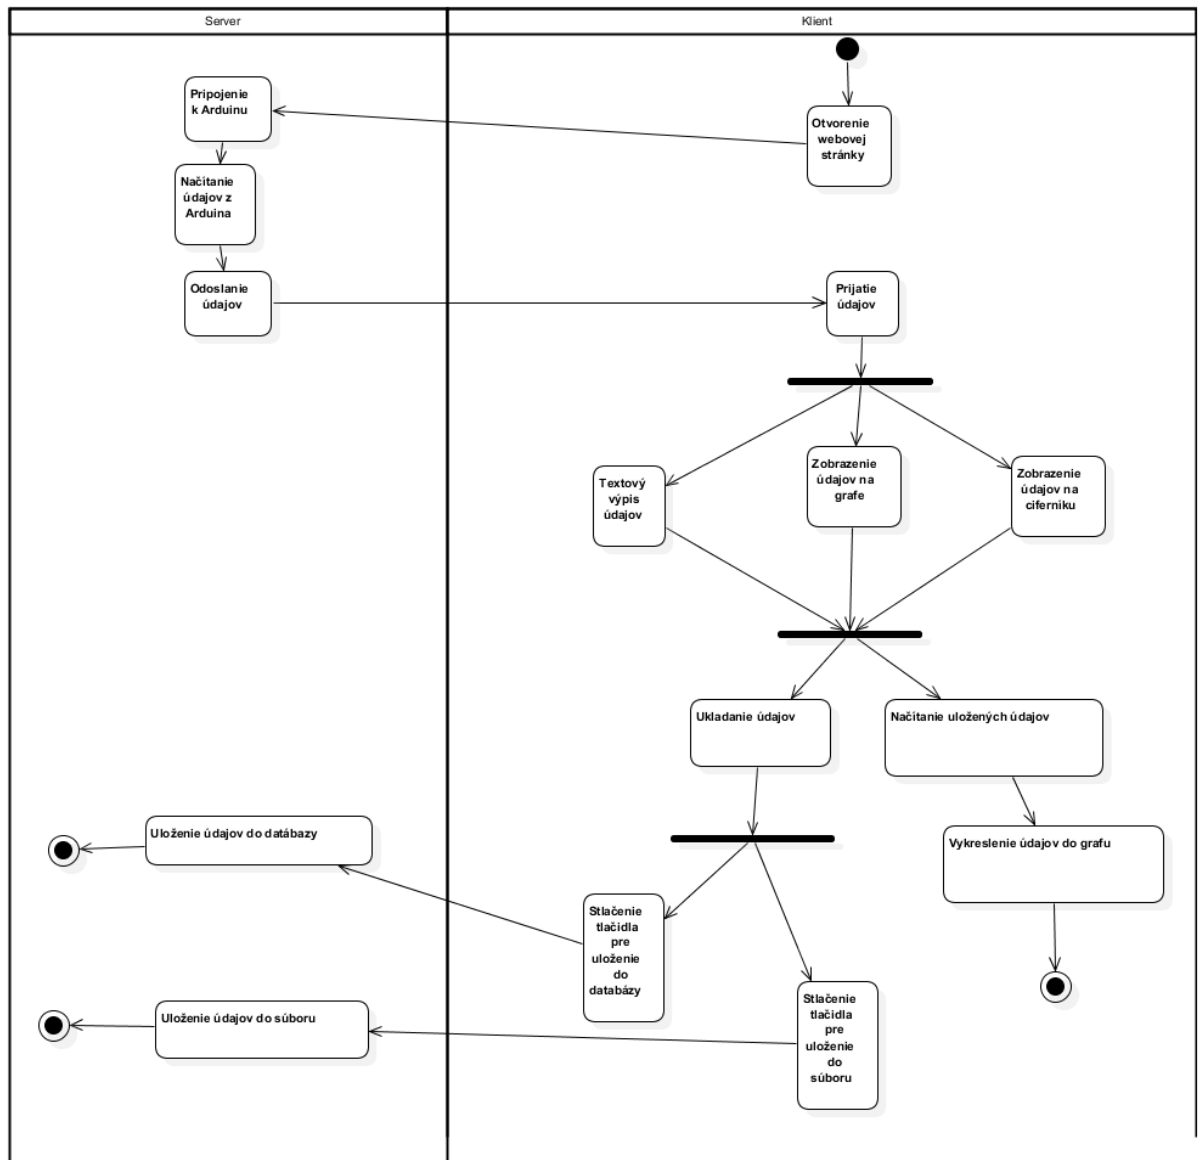 Server
Klient
Pripojenie
k Arduinu
Otvorenie
webovej
stránky
Načítanie
údajov z
Arduina
Odoslanie
údajov
Prijatie
údajov
Textový
výpis
údajov
Zobrazenie
údajov na
grafe
Zobrazenie
údajov na
ciferníku
Ukladanie údajov
Načítanie uložených údajov
Uloženie údajov do datábazy
Vykreslenie údajov do grafu
Stlačenie
tlačidla
pre
uloženie
do
databázy
Uloženie údajov do súboru
Stlačenie
tlačidla
pre
uloženie
do
súboru